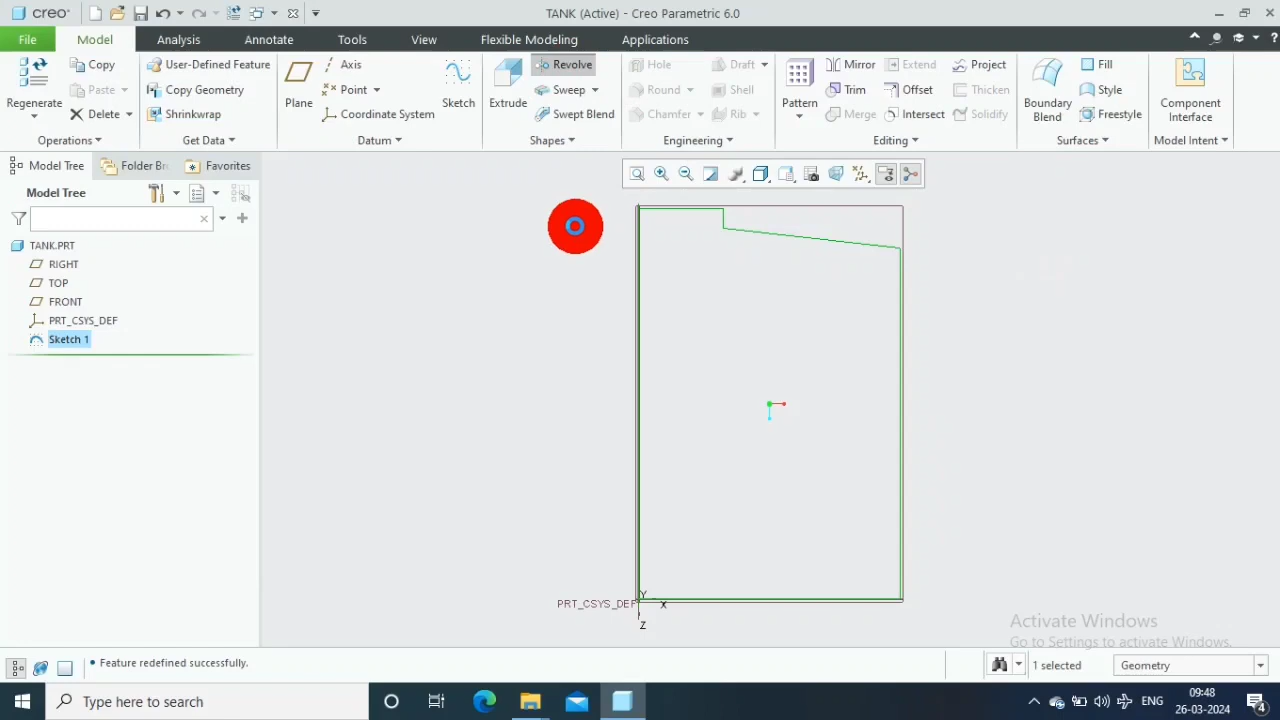 creo
TANK (Active) - Creo Parametric 6.0
File Model Analysis Annotate Tools View Flexible Modeling Applications
Copy User-Defined Feature Axis Revolve Hole Draft Mirror Extend Project Fill
Paste Copy Geometry Point Sweep Round Shell Trim Offset Thicken Style
Regenerate Plane Sketch Extrude Pattern Boundary Blend Component Interface
Delete Shrinkwrap Coordinate System Swept Blend Chamfer Rib Merge Intersect Solidify Freestyle
Operations Get Data Datum Shapes Engineering Editing Surfaces Model Intent
Model Tree Folder Br Favorites
Model Tree
TANK.PRT
RIGHT
TOP
FRONT
PRT_CSYS_DEF
Sketch 1
Y
PRT_CSYS_DEF X
Z
Activate Windows
Go to Settings to activate Windows.
• Feature redefined successfully.
1 selected Geometry
Type here to search
ENG
09:48
26-03-2024
4